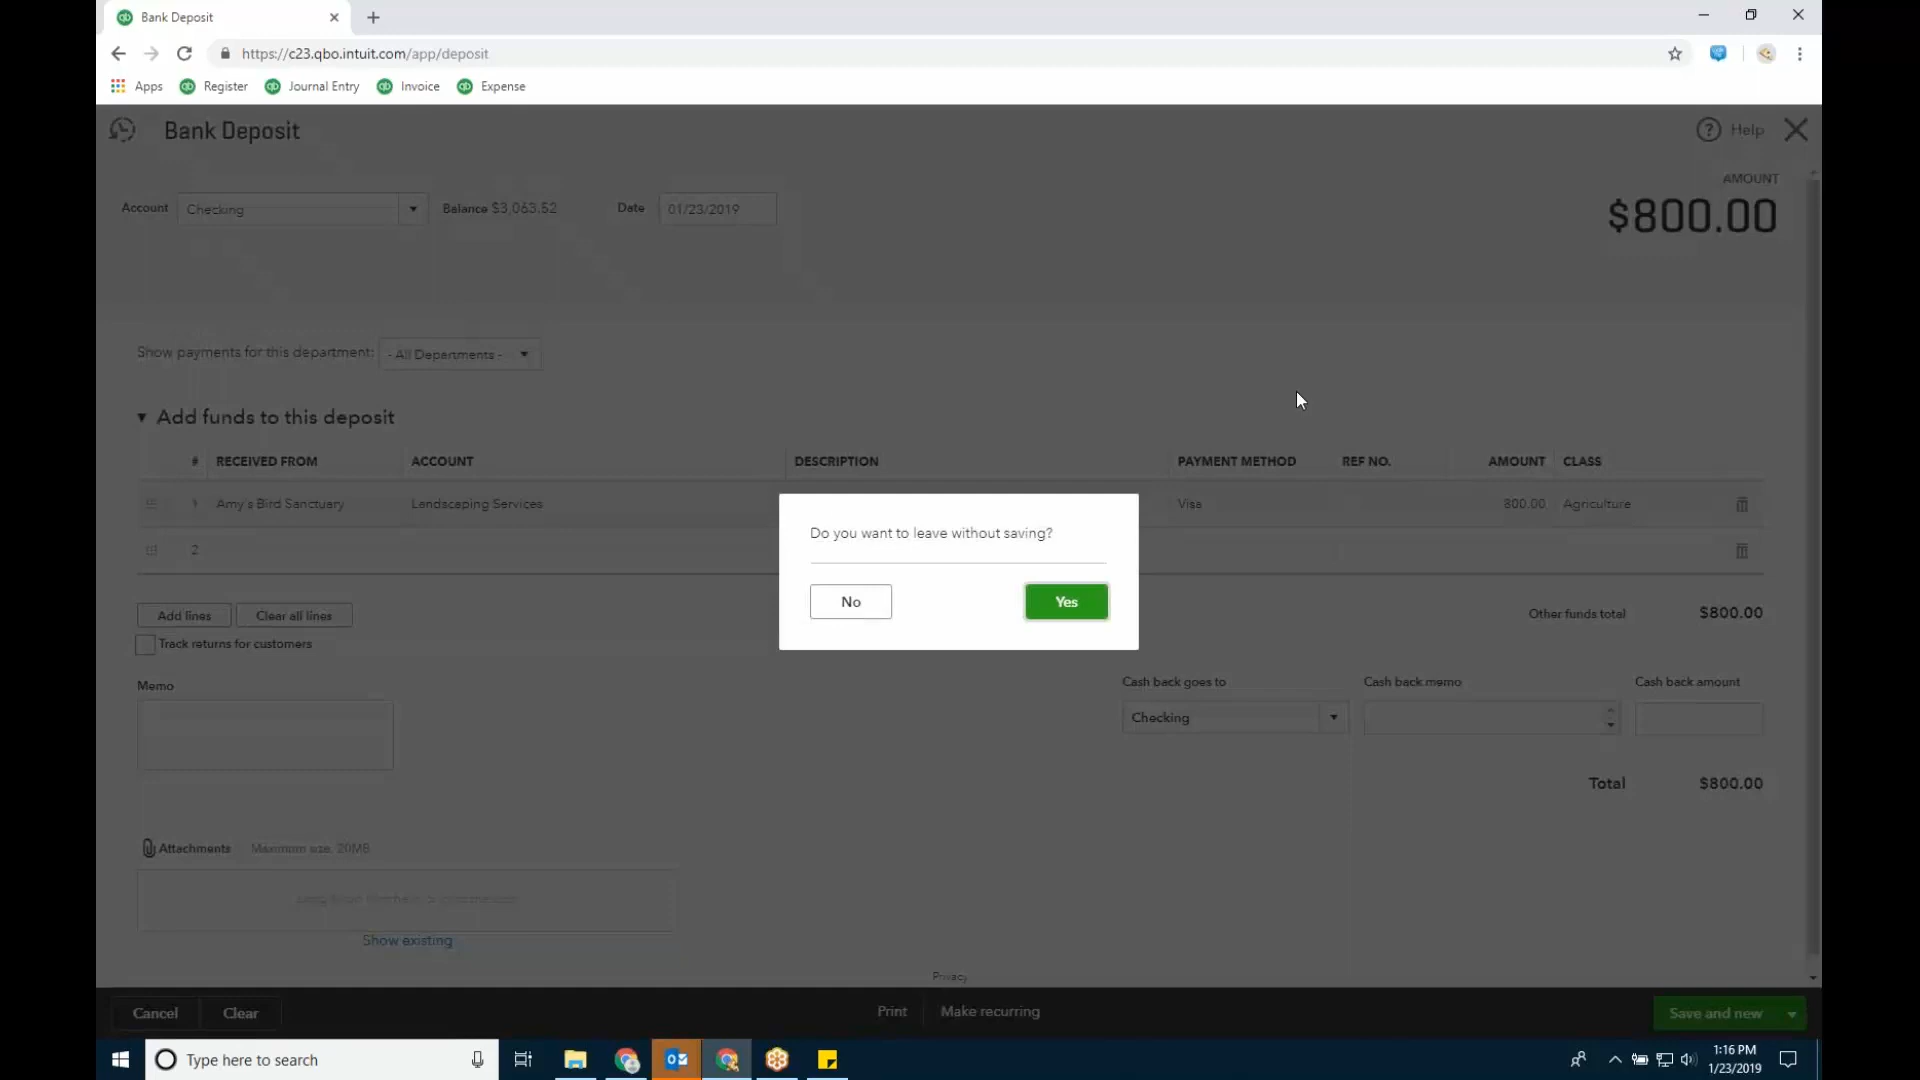 Bank Deposit
https://c23.qbo.intuit.com/app/deposit
Apps Register Journal Entry Invoice Expense
Bank Deposit
? Help
AMOUNT
$800.00
Account Checking Balance $3,063.52 Date 01/23/2019
Show payments for this department: - All Departments -
Add funds to this deposit
# RECEIVED FROM ACCOUNT DESCRIPTION PAYMENT METHOD REF NO. AMOUNT CLASS
1 Amy's Bird Sanctuary Landscaping Services Visa 800.00 Agriculture
2
Do you want to leave without saving?
No Yes
Add lines Clear all lines
Other funds total $800.00
Track returns for customers
Memo
Cash back goes to Cash back memo Cash back amount
Checking
Total $800.00
Attachments Maximum size: 20MB
Show existing
Privacy
Cancel Clear Print Make recurring Save and new
Type here to search
1:16 PM
1/23/2019